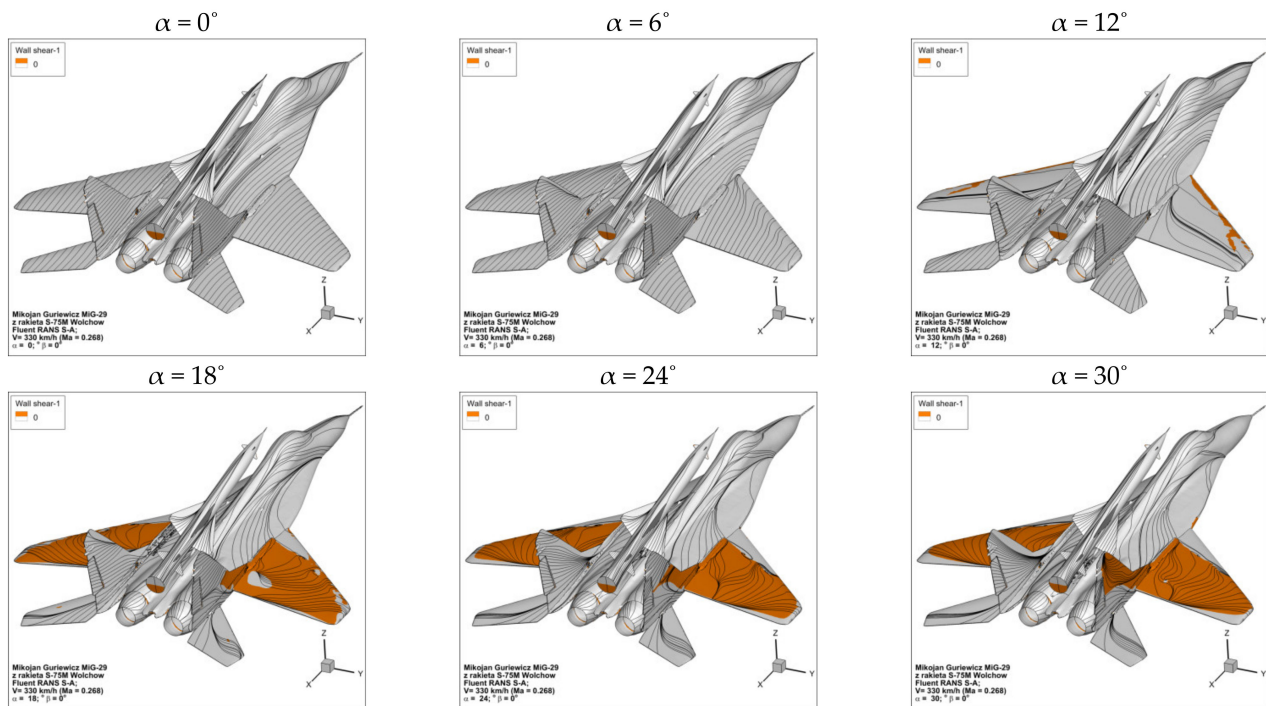 α = 0°
α = 6°
α = 12°
Wall shear-1
0
Z
Y
X
Mikojan Guriewicz MiG-29
z rakieta S-75M Wolchow
Fluent RANS S-A;
V= 330 km/h (Ma = 0.268)
α = 0; ° β = 0°
Wall shear-1
0
Z
Y
X
Mikojan Guriewicz MiG-29
z rakieta S-75M Wolchow
Fluent RANS S-A;
V= 330 km/h (Ma = 0.268)
α = 6; ° β = 0°
Wall shear-1
0
Z
Y
X
Mikojan Guriewicz MiG-29
z rakieta S-75M Wolchow
Fluent RANS S-A;
V= 330 km/h (Ma = 0.268)
α = 12; ° β = 0°
α = 18°
α = 24°
α = 30°
Wall shear-1
0
Z
Y
X
Mikojan Guriewicz MiG-29
z rakieta S-75M Wolchow
Fluent RANS S-A;
V= 330 km/h (Ma = 0.268)
α = 18; ° β = 0°
Wall shear-1
0
Z
Y
X
Mikojan Guriewicz MiG-29
z rakieta S-75M Wolchow
Fluent RANS S-A;
V= 330 km/h (Ma = 0.268)
α = 24; ° β = 0°
Wall shear-1
0
Z
Y
X
Mikojan Guriewicz MiG-29
z rakieta S-75M Wolchow
Fluent RANS S-A;
V= 330 km/h (Ma = 0.268)
α = 30; ° β = 0°